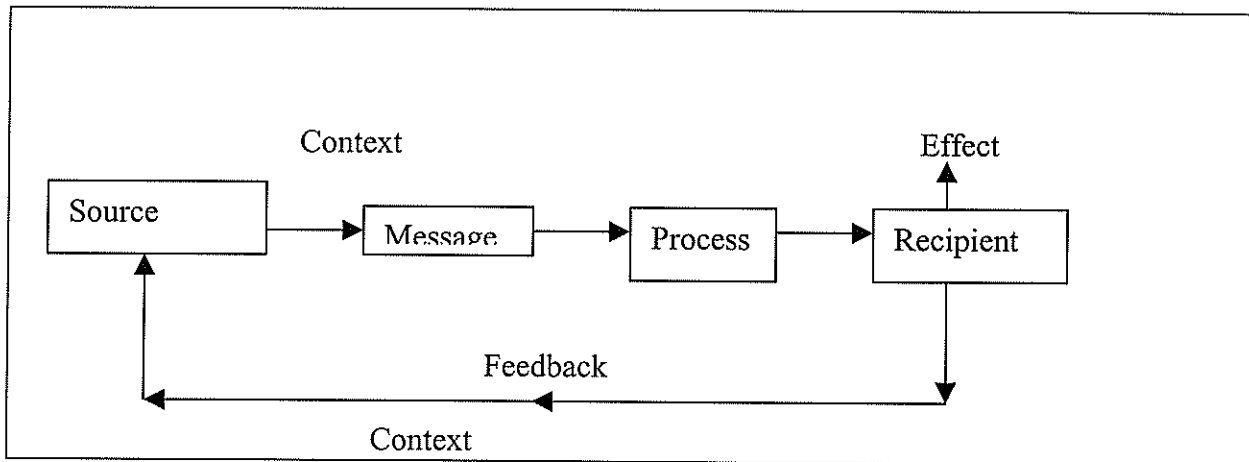 Context
Effect
Source
Message
Process
Recipient
Feedback
Context